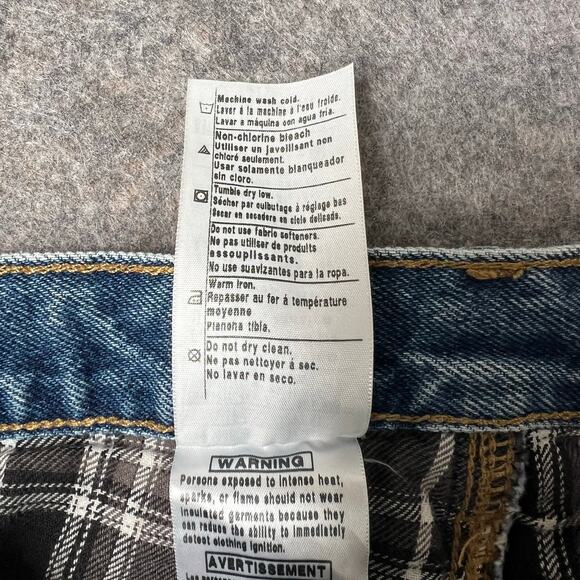 Machine wash cold.
Laver à la machine à l'eau froide.
Lavar a máquina con agua fría.
Non-chlorine bleach
Utiliser un javellisant non
chloré seulement.
Usar solamente blanqueador
sin cloro.
Tumble dry low.
Sécher par culbutage à réglage bas
Secar en secadora en ciclo delicado.
Do not use fabric softeners.
Ne pas utiliser de produits
assouplissants.
No use suavizantes para la ropa.
Warm iron.
Repasser au fer à température
moyenne
Plancha tibia.
Do not dry clean.
Ne pas nettoyer à sec.
No lavar en seco.
WARNING
Persons exposed to intense heat,
sparks, or flame should not wear
insulated garments because they
can reduce the ability to immediately
detect clothing ignition.
AVERTISSEMENT